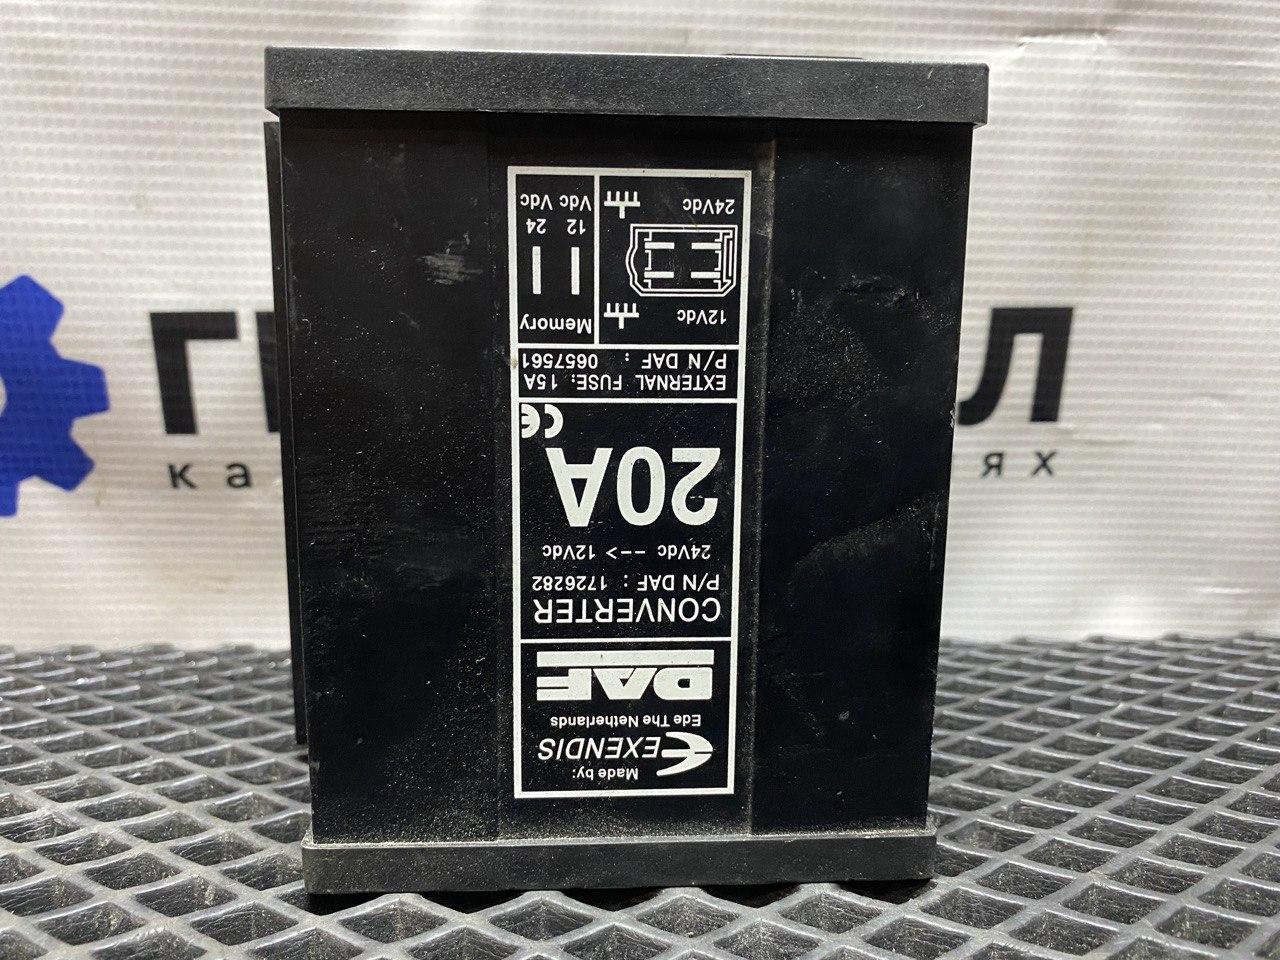 Made by:
EXENDIS
Ede The Netherlands
DAF
CONVERTER
P/N DAF : 1726282
24Vdc --> 12Vdc
20A
CE
EXTERNAL FUSE: 15A
P/N DAF : 0657561
12Vdc
24Vdc
Memory
12 24
Vdc Vdc